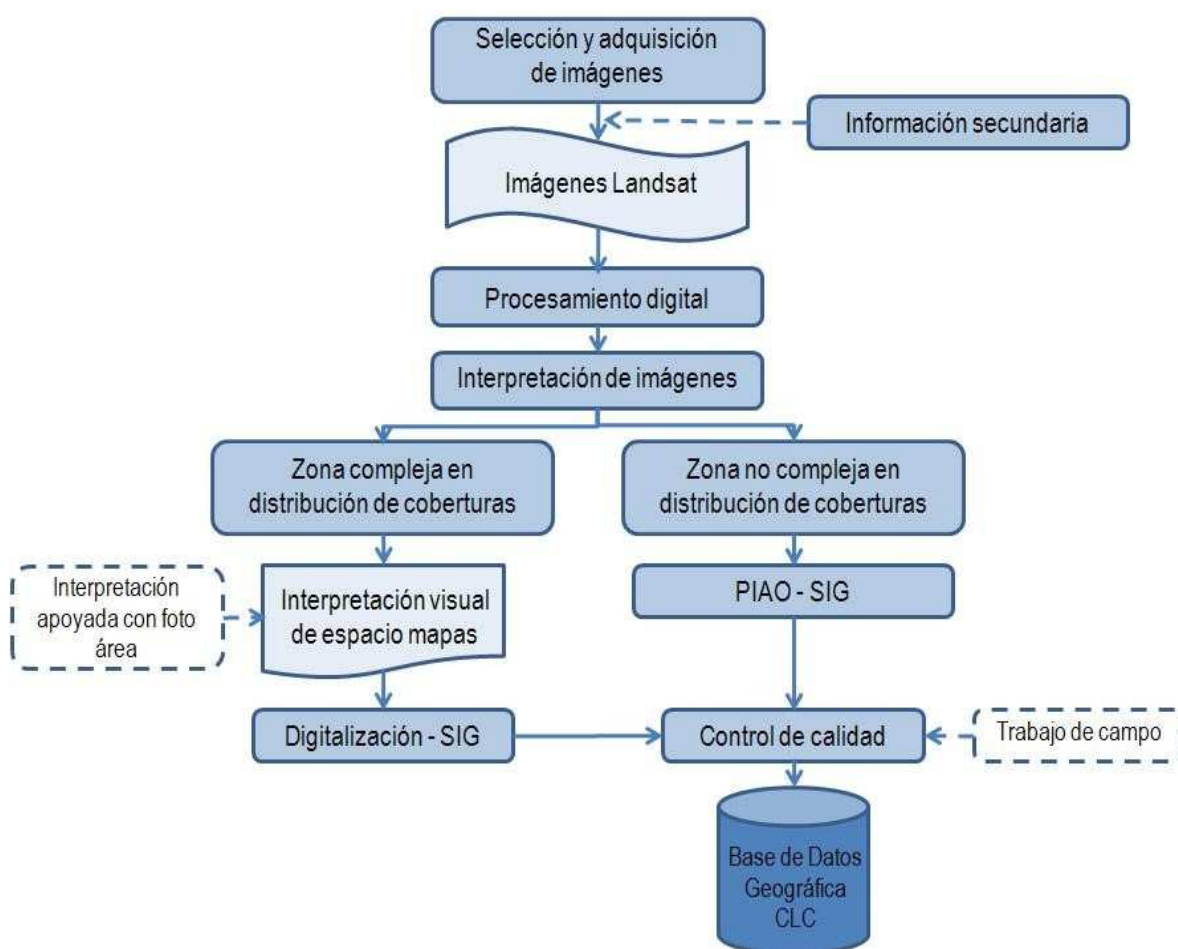 Selección y adquisición
de imágenes
Información secundaria
Imágenes Landsat
Procesamiento digital
Interpretación de imágenes
Zona compleja en
distribución de coberturas
Zona no compleja en
distribución de coberturas
Interpretación
apoyada con foto
área
Interpretación visual
de espacio mapas
PIAO - SIG
Digitalización - SIG
Control de calidad
Trabajo de campo
Base de Datos
Geográfica
CLC